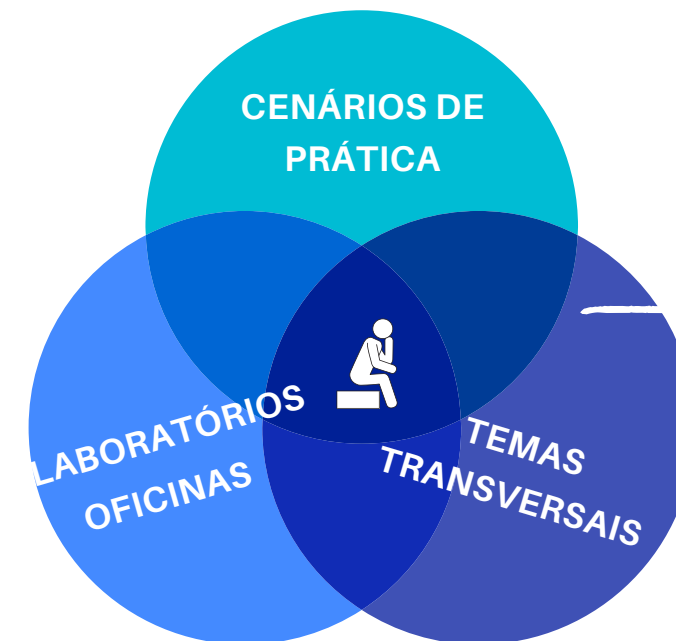 CENÁRIOS DE
PRÁTICA
LABORATÓRIOS
OFICINAS
TEMAS
TRANSVERSAIS